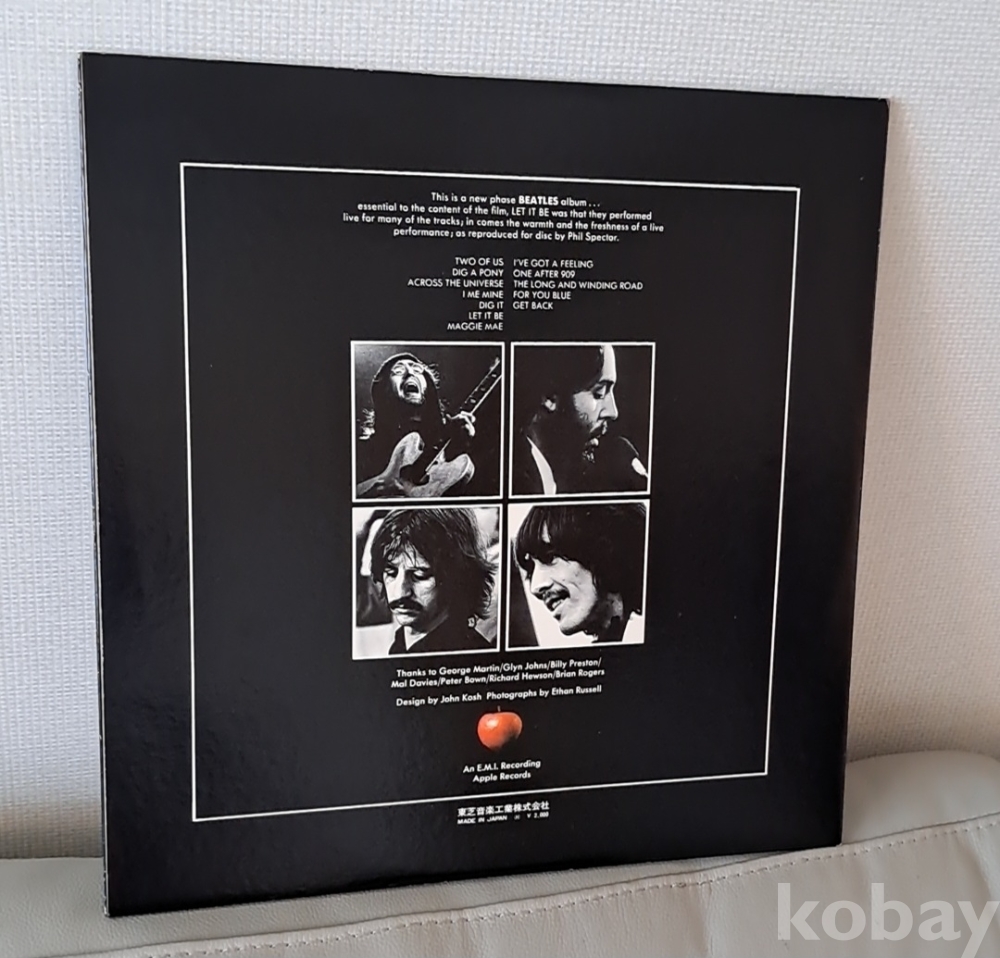 This is a new phase BEATLES album...
essential to the content of the film, LET IT BE was that they performed
live for many of the tracks; in comes the warmth and the freshness of a live
performance; as reproduced for disc by Phil Spector.
TWO OF US
DIG A PONY
ACROSS THE UNIVERSE
I ME MINE
DIG IT
LET IT BE
MAGGIE MAE
I'VE GOT A FEELING
ONE AFTER 909
THE LONG AND WINDING ROAD
FOR YOU BLUE
GET BACK
Thanks to George Martin/Glyn Johns/Billy Preston/
Mal Davies/Peter Bown/Richard Hewson/Brian Rogers
Design by John Kosh Photographs by Ethan Russell
An E.M.I. Recording
Apple Records
東芝音楽工業株式会社
MADE IN JAPAN ¥
kobay